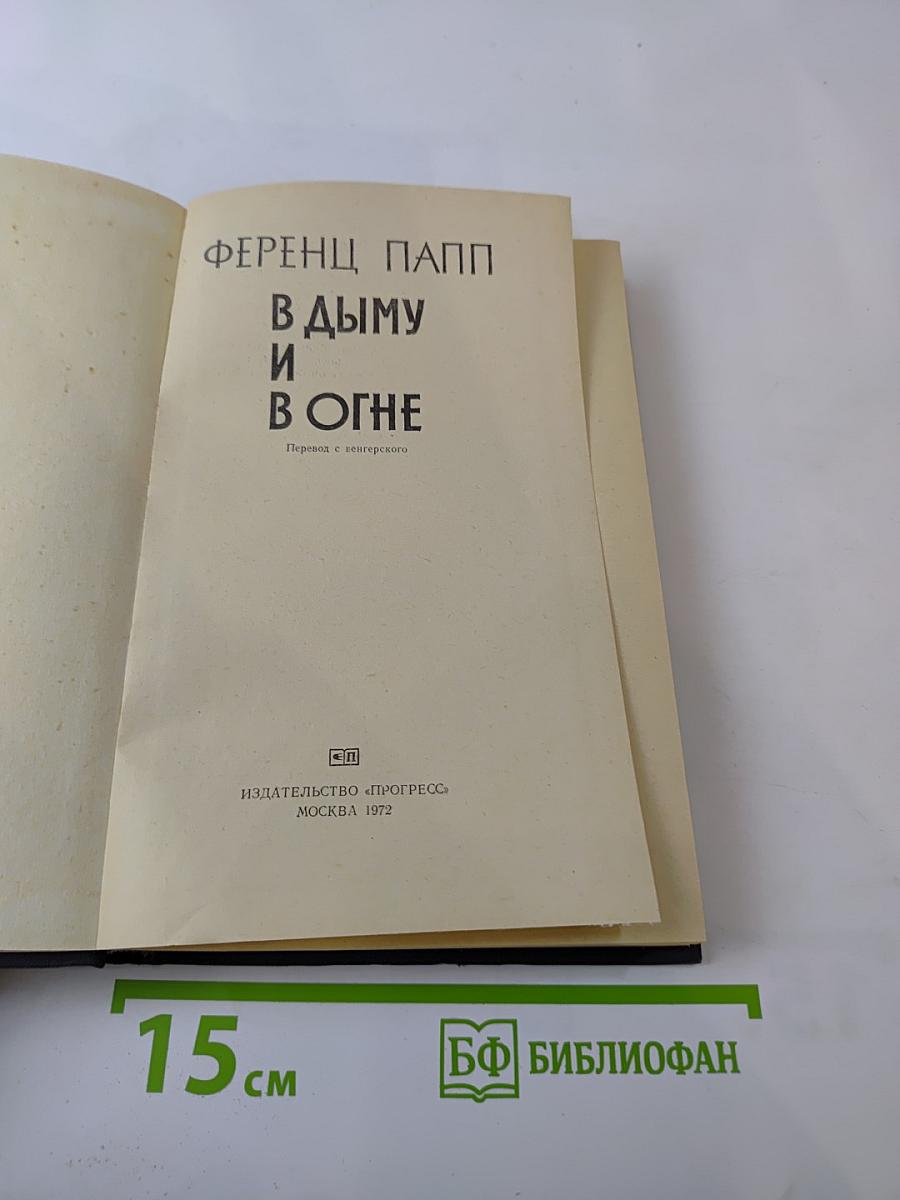 ФЕРЕНЦ ПАПП
В ДЫМУ
И
В ОГНЕ
Перевод с венгерского
ИЗДАТЕЛЬСТВО «ПРОГРЕСС»
МОСКВА 1972
15 см
БФ БИБЛИОФАН